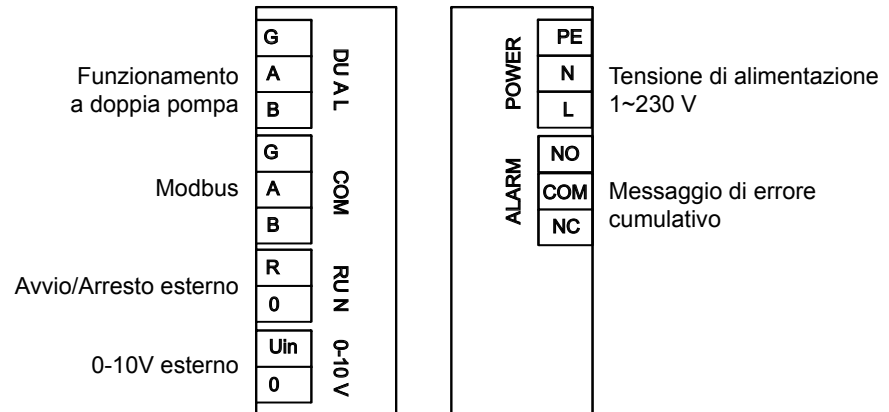 Funzionamento
a doppia pompa
G
A
B
DUAL
Modbus
G
A
B
COM
Avvio/Arresto esterno
R
0
RUN
0-10V esterno
Uin
0
0-10 V
POWER
PE
N
L
Tensione di alimentazione
1~230 V
ALARM
NO
COM
NC
Messaggio di errore
cumulativo